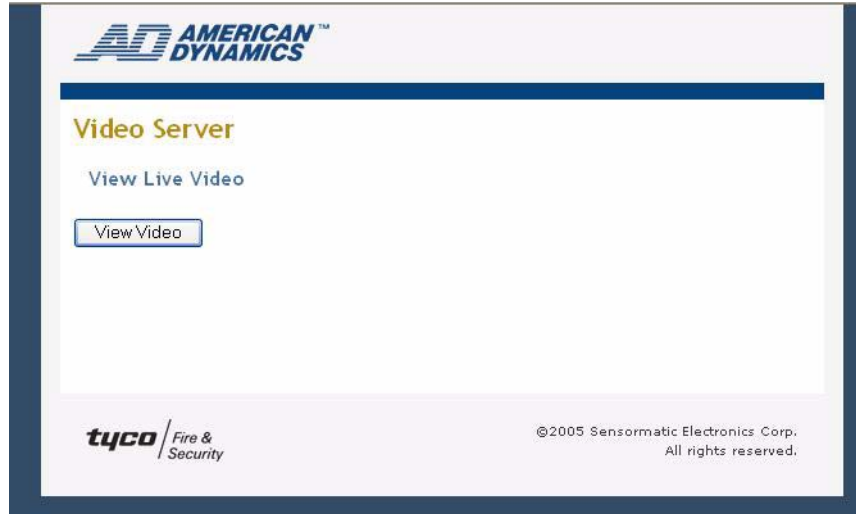 AD AMERICAN™
DYNAMICS
Video Server
View Live Video
View Video
tyco Fire &
Security
©2005 Sensormatic Electronics Corp.
All rights reserved.